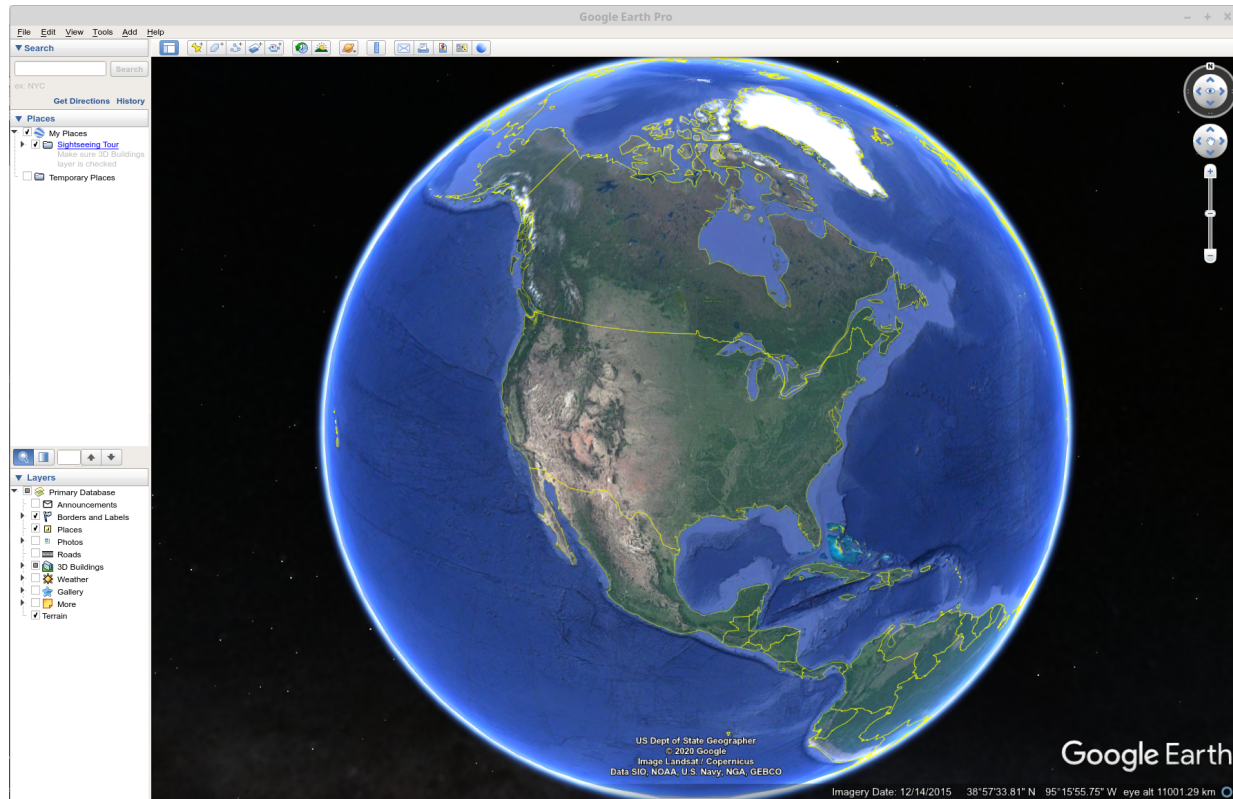 Google Earth Pro
File Edit View Tools Add Help
Search
Search
ex: NYC
Get Directions History
Places
My Places
Sightseeing Tour
Make sure 3D Buildings
layer is checked
Temporary Places
Layers
Primary Database
Announcements
Borders and Labels
Places
Photos
Roads
3D Buildings
Weather
Gallery
More
Terrain
N
US Dept of State Geographer
© 2020 Google
Image Landsat / Copernicus
Data SIO, NOAA, U.S. Navy, NGA, GEBCO
Google Earth
Imagery Date: 12/14/2015 38°57'33.81" N 95°15'55.75" W eye alt 11001.29 km